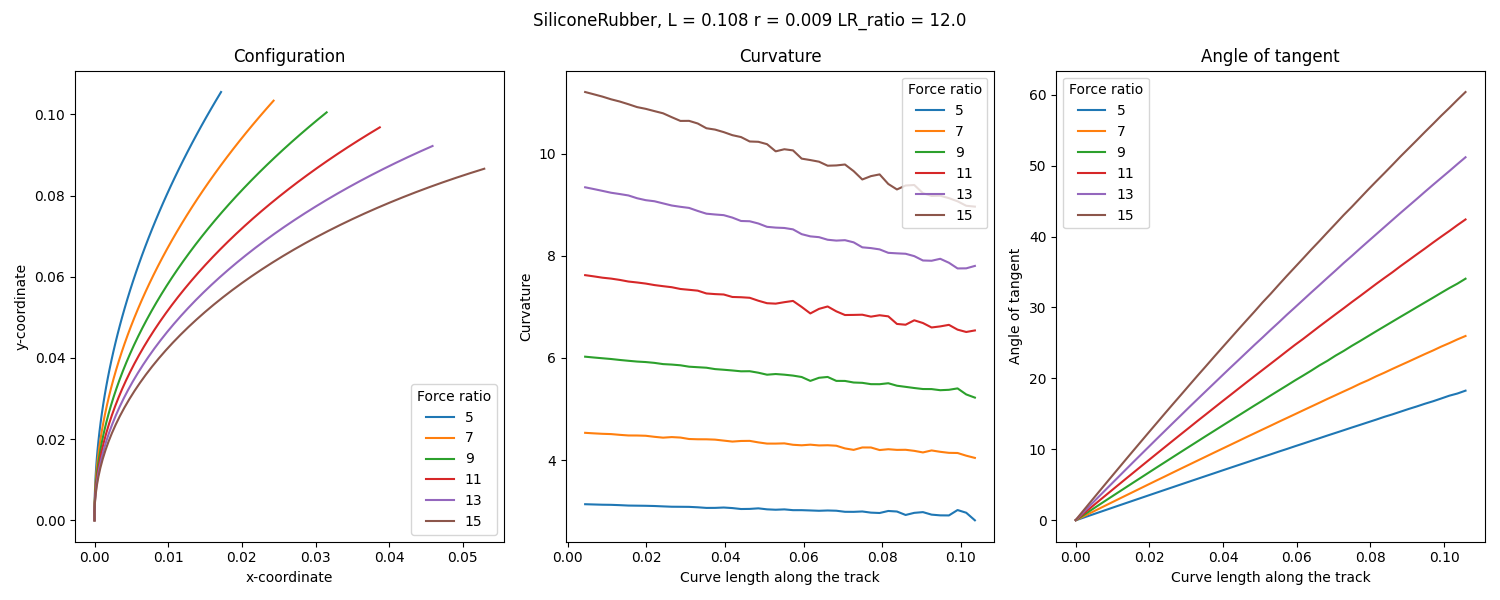 SiliconeRubber, L = 0.108 r = 0.009 LR_ratio = 12.0
Configuration
y-coordinate
0.10
0.08
0.06
0.04
0.02
0.00
Force ratio
5
7
9
11
13
15
0.00 0.01 0.02 0.03 0.04 0.05
x-coordinate
Curvature
Curvature
10
8
6
4
Force ratio
5
7
9
11
13
15
0.00 0.02 0.04 0.06 0.08 0.10
Curve length along the track
Angle of tangent
Angle of tangent
60
50
40
30
20
10
0
Force ratio
5
7
9
11
13
15
0.00 0.02 0.04 0.06 0.08 0.10
Curve length along the track